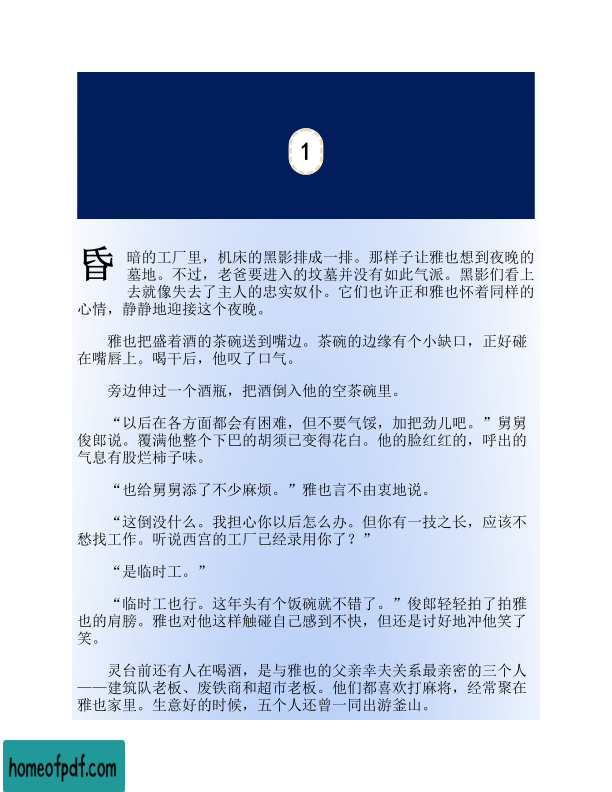 1
昏暗的工厂里，机床的黑影排成一排。那样子让雅也想到夜晚的
墓地。不过，老爸要进入的坟墓并没有如此气派。黑影们看上
去就像失去了主人的忠实奴仆。它们也许正和雅也怀着同样的
心情，静静地迎接这个夜晚。
雅也把盛着酒的茶碗送到嘴边。茶碗的边缘有个小缺口，正好碰
在嘴唇上。喝干后，他叹了口气。
旁边伸过一个酒瓶，把酒倒入他的空茶碗里。
“以后在各方面都会有困难，但不要气馁，加把劲儿吧。”舅舅
俊郎说。覆满他整个下巴的胡须已变得花白。他的脸红红的，呼出的
气息有股烂柿子味。
“也给舅舅添了不少麻烦。”雅也言不由衷地说。
“这倒没什么。我担心你以后怎么办。但你有一技之长，应该不
愁找工作。听说西宫的工厂已经录用你了？”
“是临时工。”
“临时工也行。这年头有个饭碗就不错了。”俊郎轻轻拍了拍雅
也的肩膀。雅也对他这样触碰自己感到不快，但还是讨好地冲他笑了
笑。
灵台前还有人在喝酒，是与雅也的父亲幸夫关系最亲密的三个人
——建筑队老板、废铁商和超市老板。他们都喜欢打麻将，经常聚在
雅也家里。生意好的时候，五个人还曾一同出游釜山。
homeofpdf.com